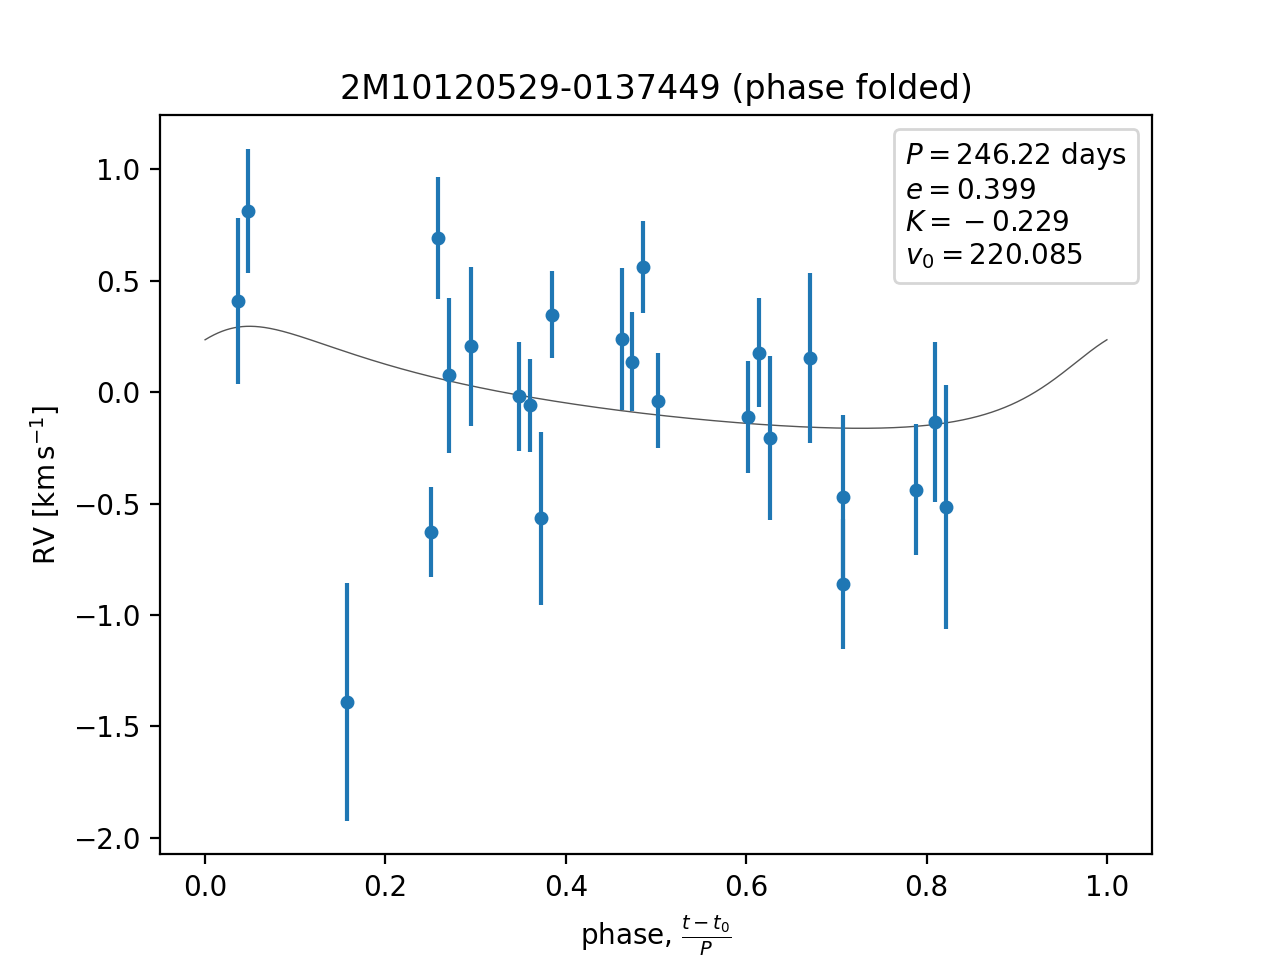 2M10120529-0137449 (phase folded)
P = 246.22 days
e = 0.399
K = −0.229
v₀ = 220.085
1.0
0.5
0.0
−0.5
−1.0
−1.5
−2.0
RV [km s⁻¹]
0.0 0.2 0.4 0.6 0.8 1.0
phase, (t − t₀)/P